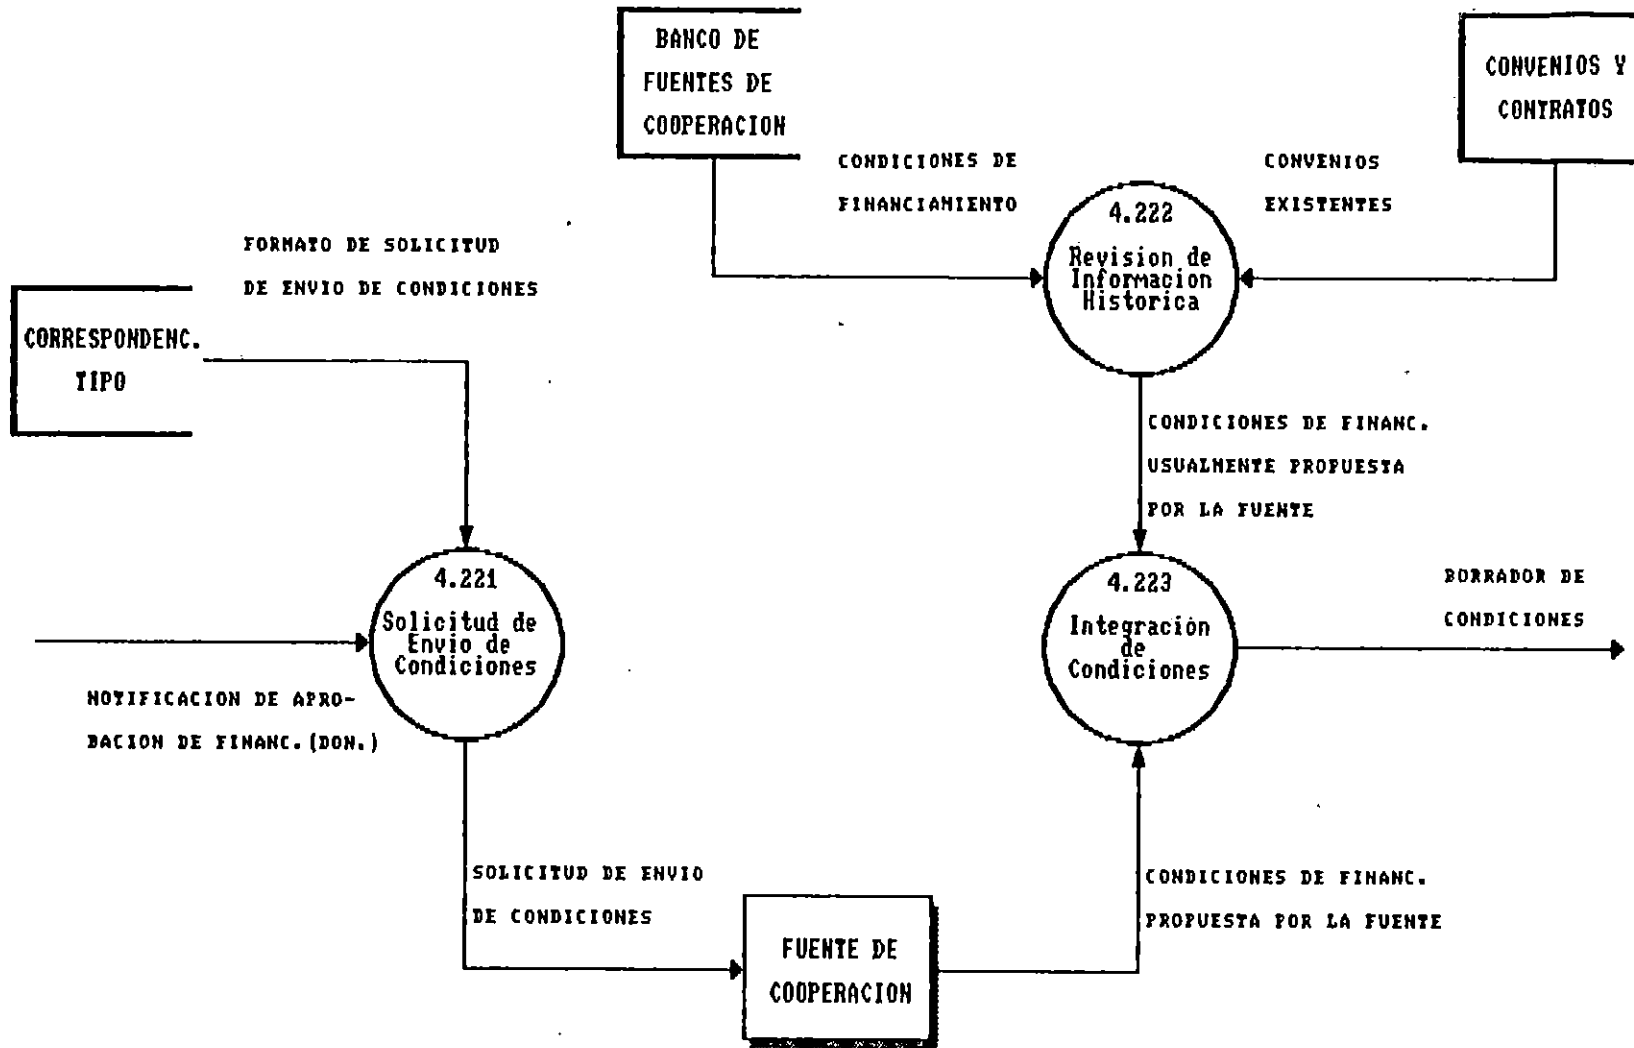 BANCO DE
FUENTES DE
COOPERACION
CONVENIOS Y
CONTRATOS
CONDICIONES DE
FINANCIAMIENTO
CONVENIOS
EXISTENTES
4.222
Revision de
Informacion
Historica
FORMATO DE SOLICITUD
DE ENVIO DE CONDICIONES
CORRESPONDENC.
TIPO
CONDICIONES DE FINANC.
USUALMENTE PROPUESTA
POR LA FUENTE
4.221
Solicitud de
Envio de
Condiciones
4.223
Integración
de
Condiciones
BORRADOR DE
CONDICIONES
NOTIFICACION DE APRO-
BACION DE FINANC.(DON.)
SOLICITUD DE ENVIO
DE CONDICIONES
CONDICIONES DE FINANC.
PROPUESTA POR LA FUENTE
FUENTE DE
COOPERACION